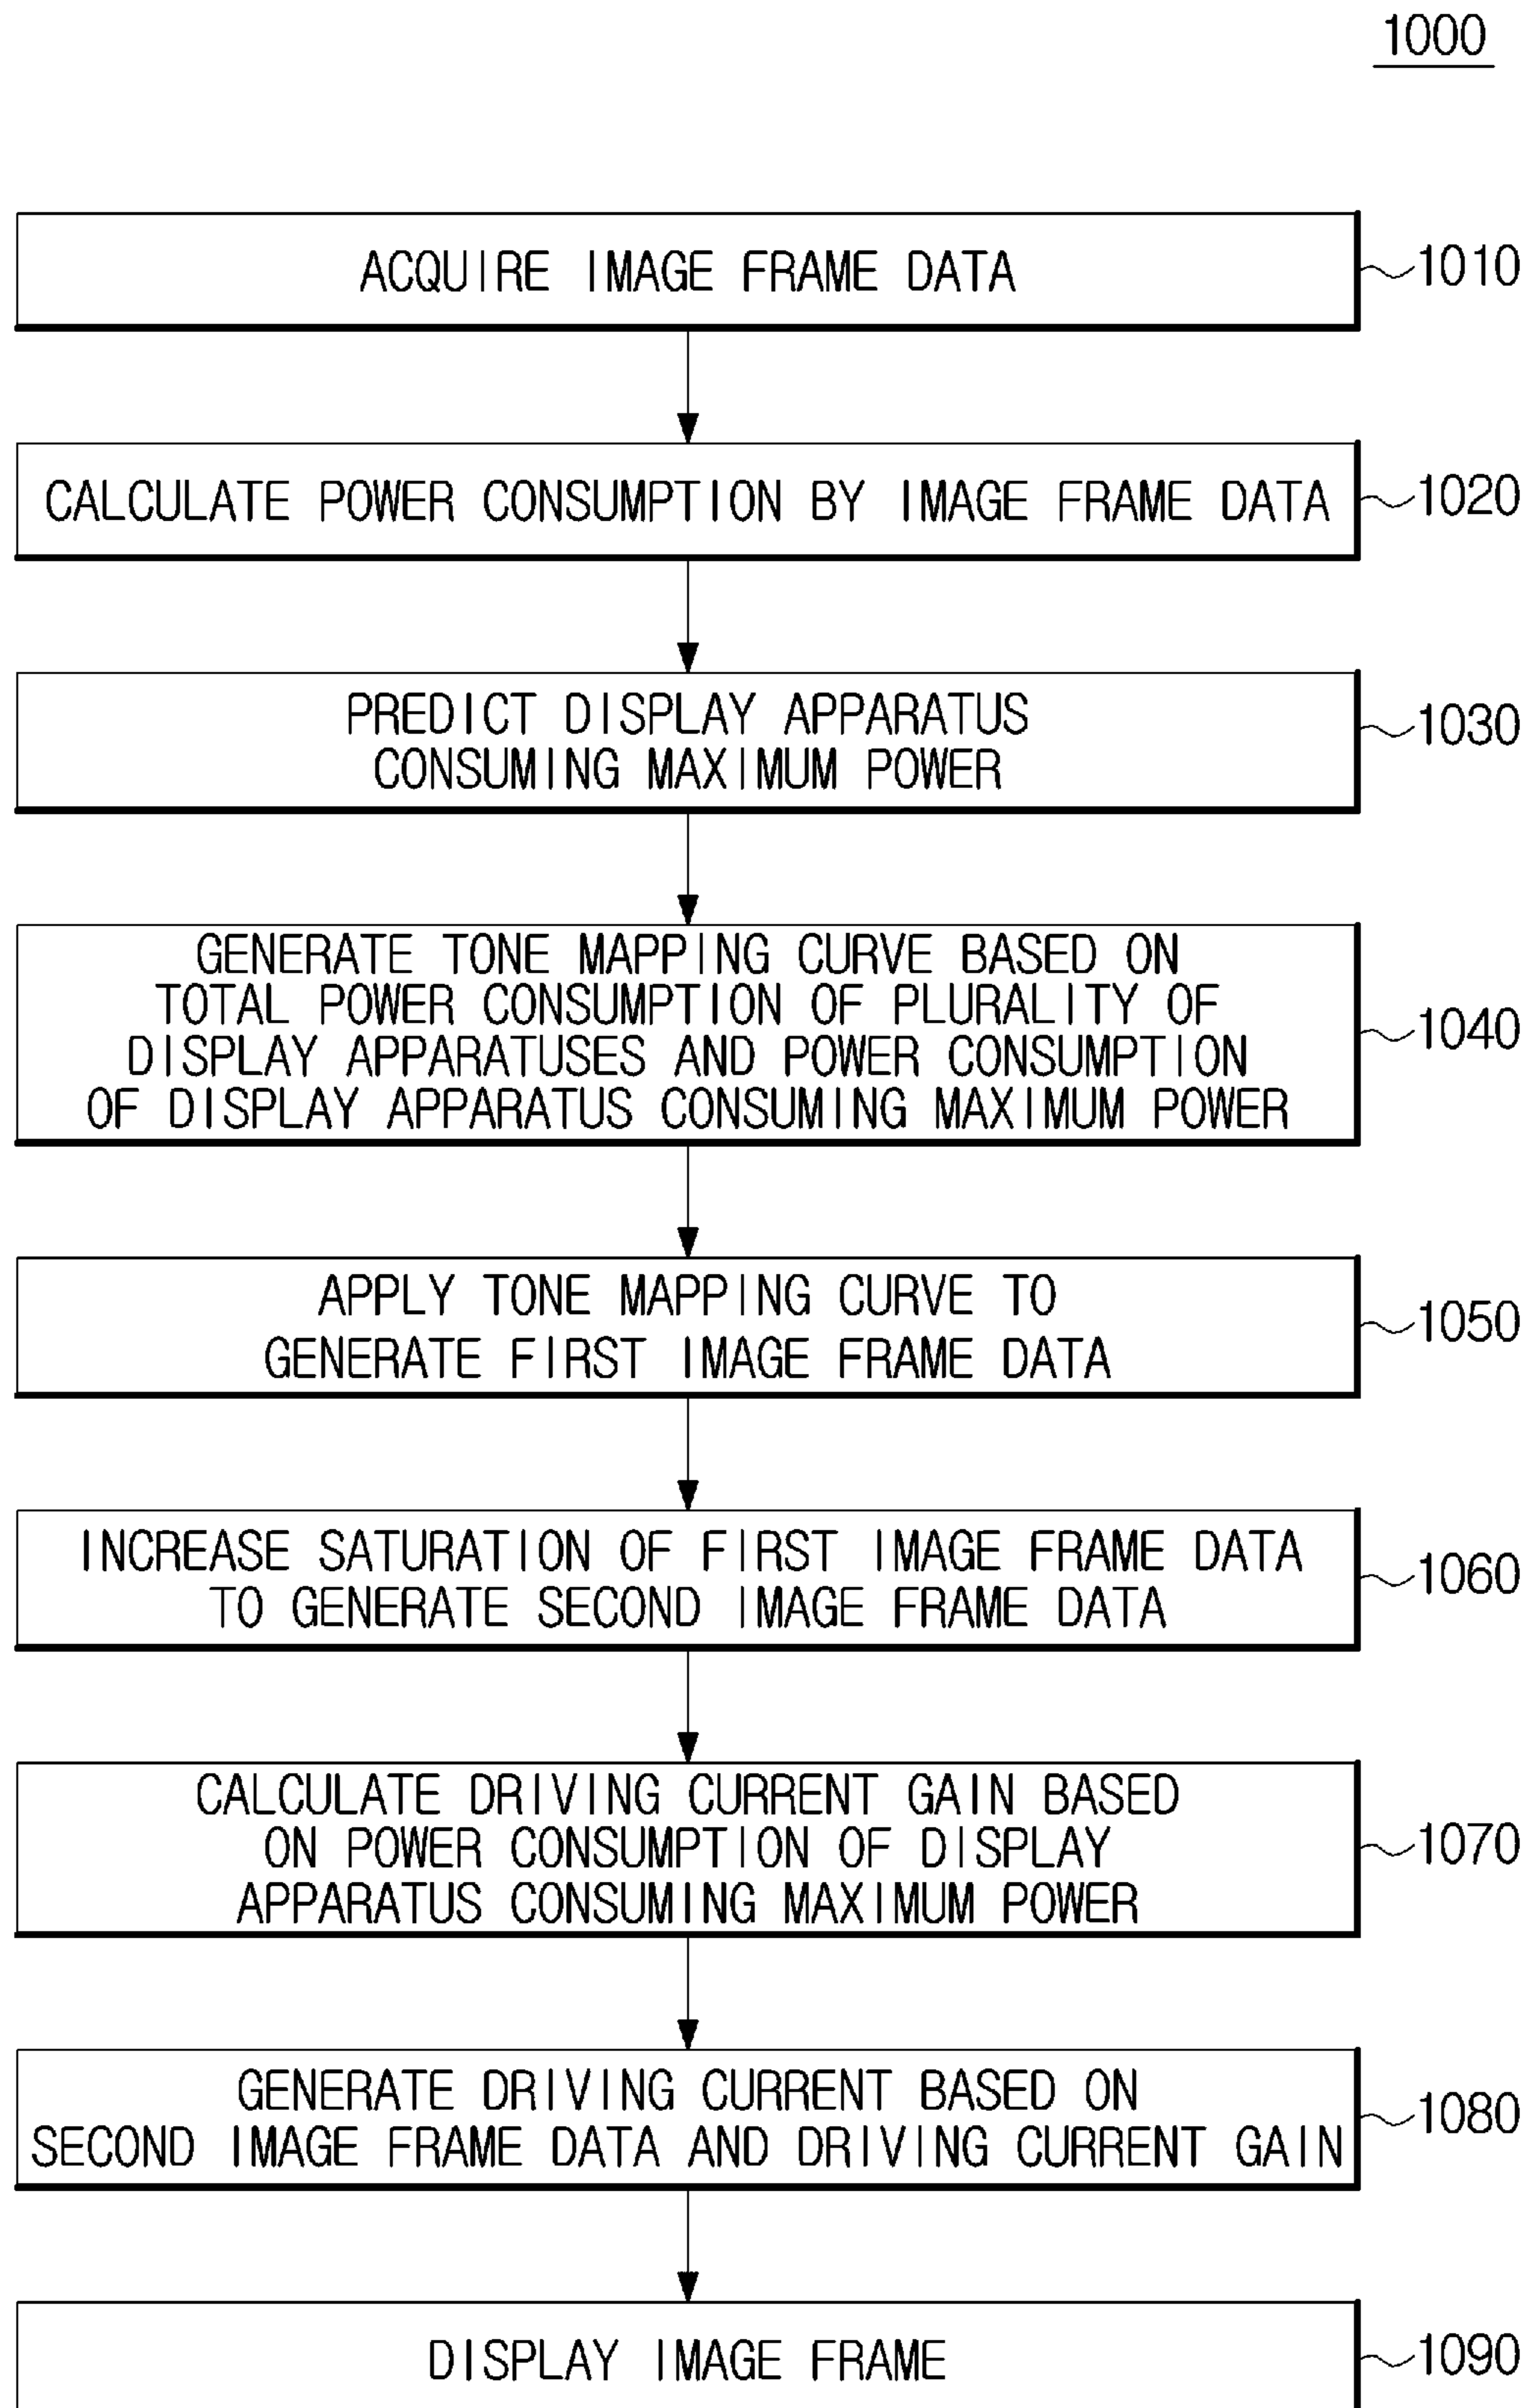 1000
ACQUIRE IMAGE FRAME DATA
1010
CALCULATE POWER CONSUMPTION BY IMAGE FRAME DATA
1020
PREDICT DISPLAY APPARATUS
CONSUMING MAXIMUM POWER
1030
GENERATE TONE MAPPING CURVE BASED ON
TOTAL POWER CONSUMPTION OF PLURALITY OF
DISPLAY APPARATUSES AND POWER CONSUMPTION
OF DISPLAY APPARATUS CONSUMING MAXIMUM POWER
1040
APPLY TONE MAPPING CURVE TO
GENERATE FIRST IMAGE FRAME DATA
1050
INCREASE SATURATION OF FIRST IMAGE FRAME DATA
TO GENERATE SECOND IMAGE FRAME DATA
1060
CALCULATE DRIVING CURRENT GAIN BASED
ON POWER CONSUMPTION OF DISPLAY
APPARATUS CONSUMING MAXIMUM POWER
1070
GENERATE DRIVING CURRENT BASED ON
SECOND IMAGE FRAME DATA AND DRIVING CURRENT GAIN
1080
DISPLAY IMAGE FRAME
1090